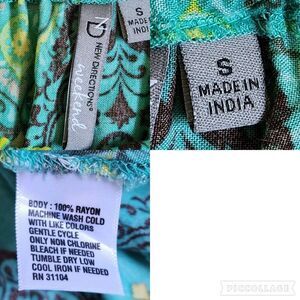 S
MADE IN
INDIA
NEW DIRECTIONS®
weekend
S
MADE IN
INDIA
BODY: 100% RAYON
MACHINE WASH COLD
WITH LIKE COLORS
GENTLE CYCLE
ONLY NON CHLORINE
BLEACH IF NEEDED
TUMBLE DRY LOW
COOL IRON IF NEEDED
RN 31104
PICCOLLAGE